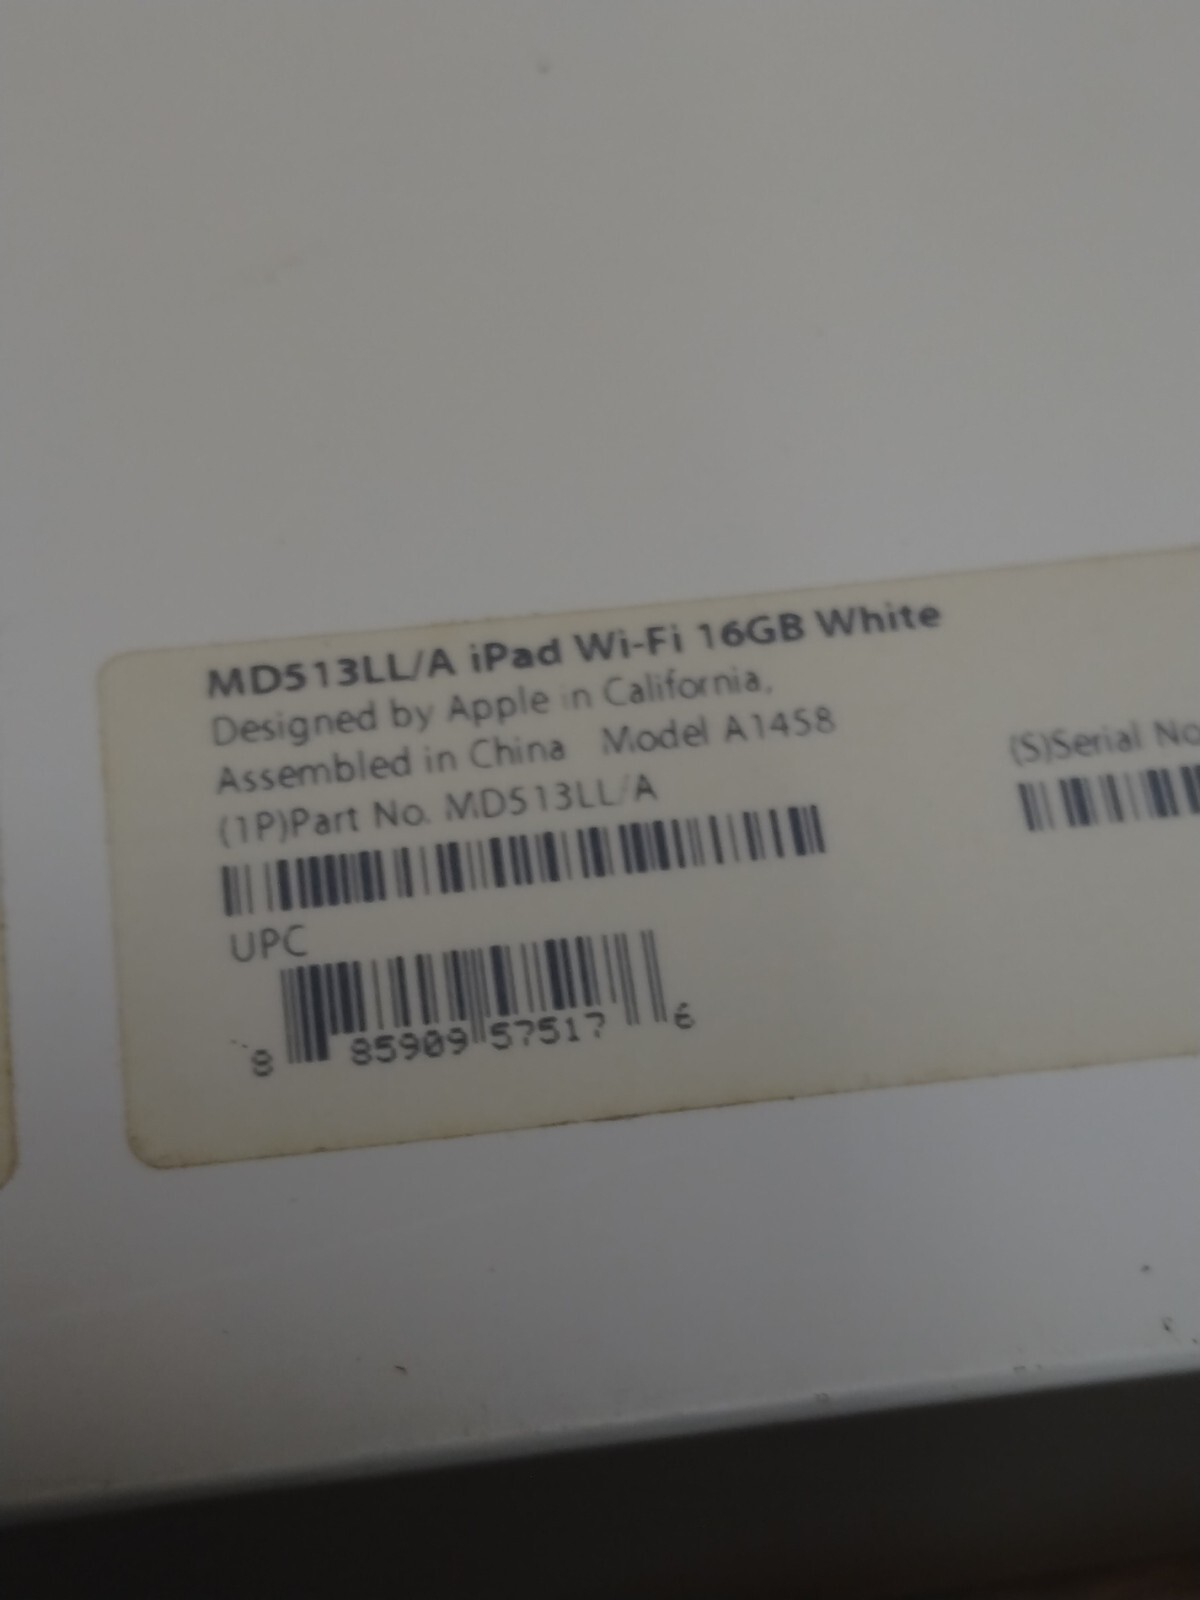 MD513LL/A iPad Wi-Fi 16GB White
Designed by Apple in California,
Assembled in China Model A1458
(1P)Part No. MD513LL/A
(S)Serial No
UPC
8 85909 57517 6